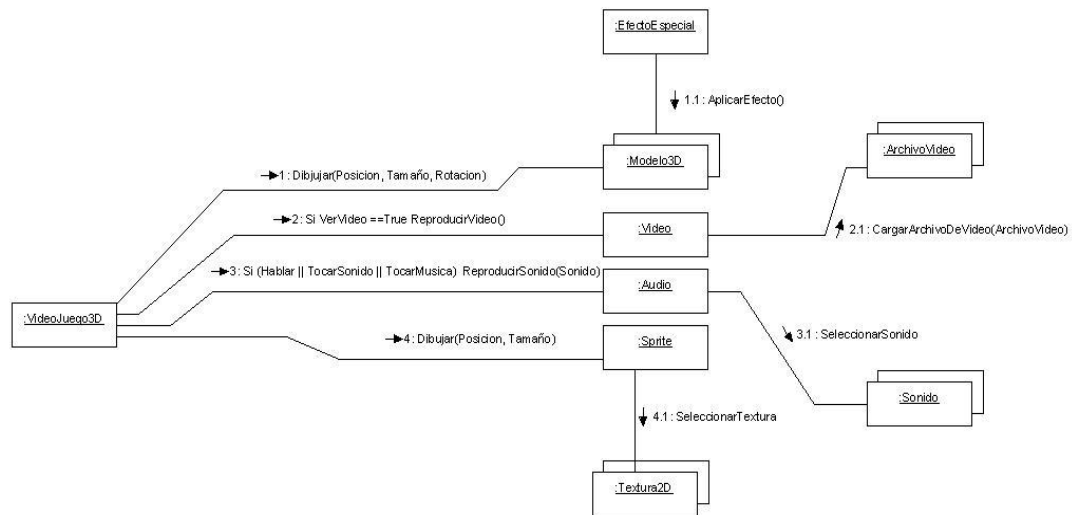 :EfectoEspecial
1.1 : AplicarEfecto()
:Modelo3D
:ArchivoVideo
1 : Dibjujar(Posicion, Tamaño, Rotacion)
2 : Si VerVideo ==True ReproducirVideo()
:Video
2.1 : CargarArchivoDeVideo(ArchivoVideo)
3 : Si (Hablar || TocarSonido || TocarMusica) ReproducirSonido(Sonido)
:Audio
:VideoJuego3D
4 : Dibujar(Posicion, Tamaño)
:Sprite
3.1 : SeleccionarSonido
:Sonido
4.1 : SeleccionarTextura
:Textura2D